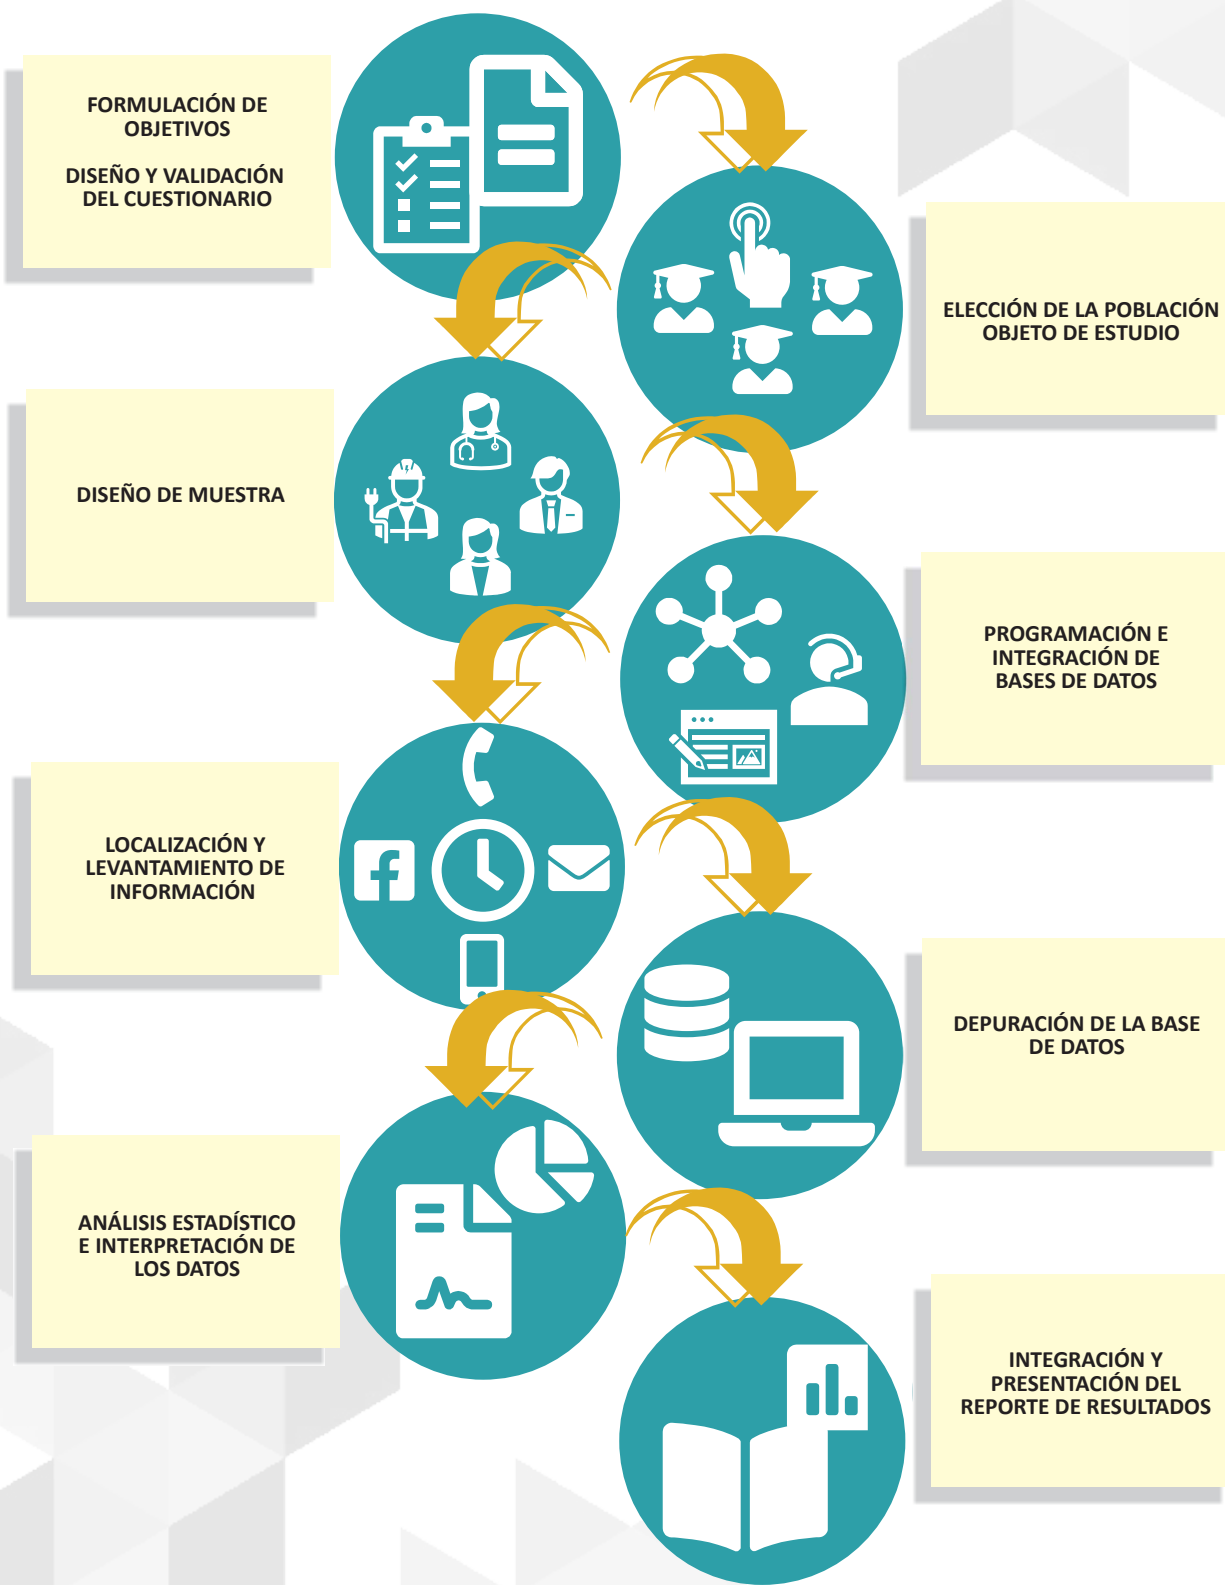 FORMULACIÓN DE
OBJETIVOS
DISEÑO Y VALIDACIÓN
DEL CUESTIONARIO
ELECCIÓN DE LA POBLACIÓN
OBJETO DE ESTUDIO
DISEÑO DE MUESTRA
PROGRAMACIÓN E
INTEGRACIÓN DE
BASES DE DATOS
LOCALIZACIÓN Y
LEVANTAMIENTO DE
INFORMACIÓN
DEPURACIÓN DE LA BASE
DE DATOS
ANÁLISIS ESTADÍSTICO
E INTERPRETACIÓN DE
LOS DATOS
INTEGRACIÓN Y
PRESENTACIÓN DEL
REPORTE DE RESULTADOS